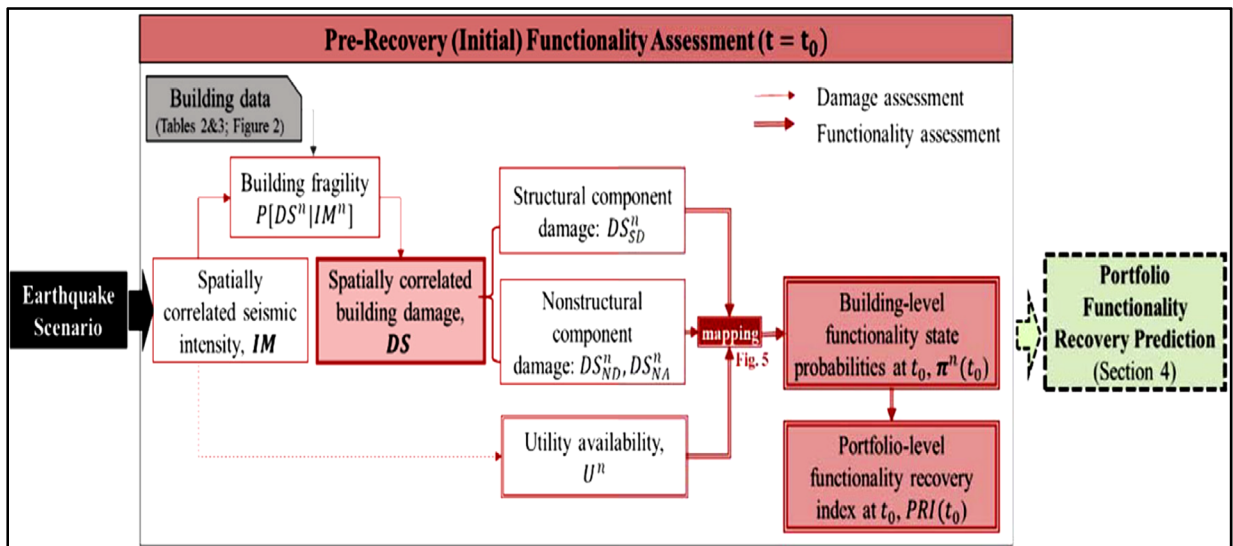 Pre-Recovery (Initial) Functionality Assessment (t = t₀)
Building data
(Tables 2&3; Figure 2)
Damage assessment
Functionality assessment
Building fragility
P[DSⁿ|IMⁿ]
Structural component
damage: DSⁿ_SD
Earthquake
Scenario
Spatially
correlated seismic
intensity, IM
Spatially correlated
building damage,
DS
Nonstructural
component
damage: DSⁿ_ND, DSⁿ_NA
mapping
Fig. 5
Building-level
functionality state
probabilities at t₀, πⁿ(t₀)
Portfolio
Functionality
Recovery Prediction
(Section 4)
Utility availability,
Uⁿ
Portfolio-level
functionality recovery
index at t₀, PRI(t₀)